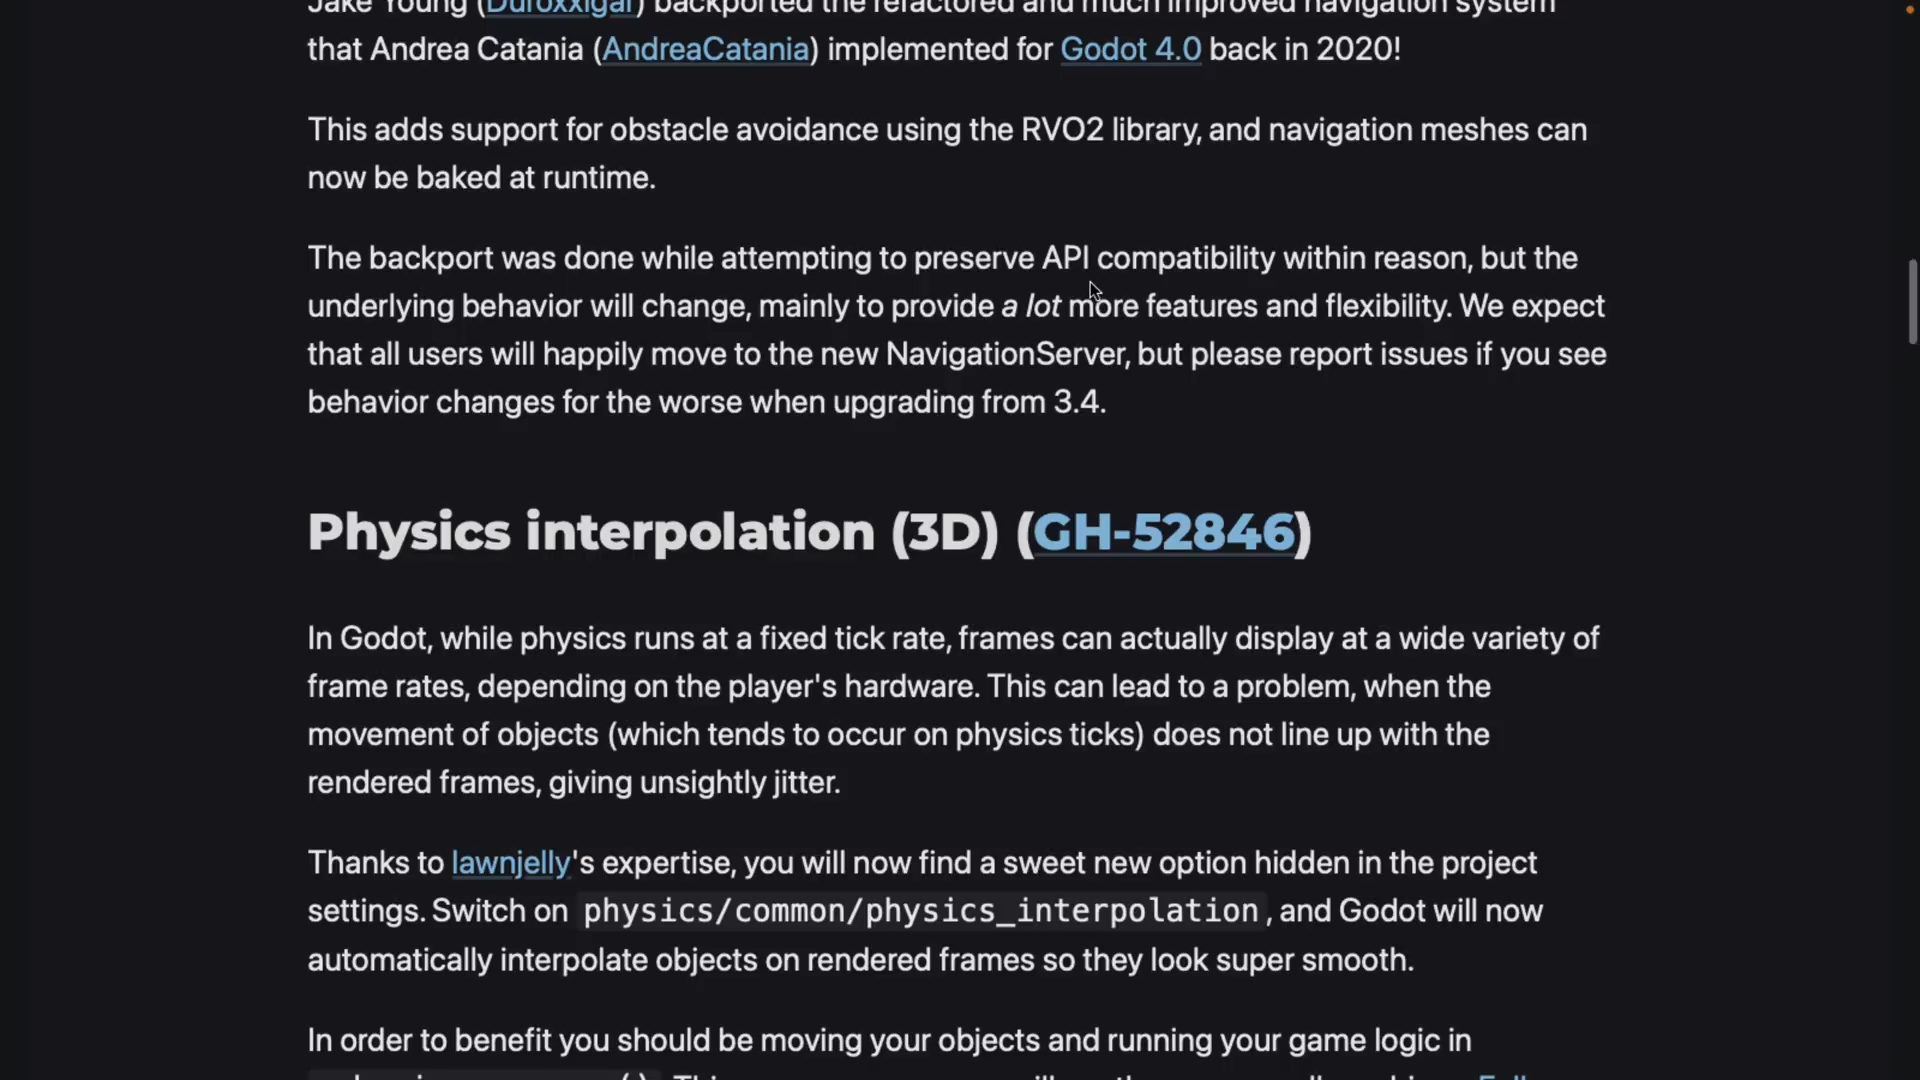 Jake Young (Duroxxigar) backported the refactored and much improved navigation system
that Andrea Catania (AndreaCatania) implemented for Godot 4.0 back in 2020!
This adds support for obstacle avoidance using the RVO2 library, and navigation meshes can
now be baked at runtime.
The backport was done while attempting to preserve API compatibility within reason, but the
underlying behavior will change, mainly to provide a lot more features and flexibility. We expect
that all users will happily move to the new NavigationServer, but please report issues if you see
behavior changes for the worse when upgrading from 3.4.
Physics interpolation (3D) (GH-52846)
In Godot, while physics runs at a fixed tick rate, frames can actually display at a wide variety of
frame rates, depending on the player's hardware. This can lead to a problem, when the
movement of objects (which tends to occur on physics ticks) does not line up with the
rendered frames, giving unsightly jitter.
Thanks to lawnjelly's expertise, you will now find a sweet new option hidden in the project
settings. Switch on physics/common/physics_interpolation, and Godot will now
automatically interpolate objects on rendered frames so they look super smooth.
In order to benefit you should be moving your objects and running your game logic in